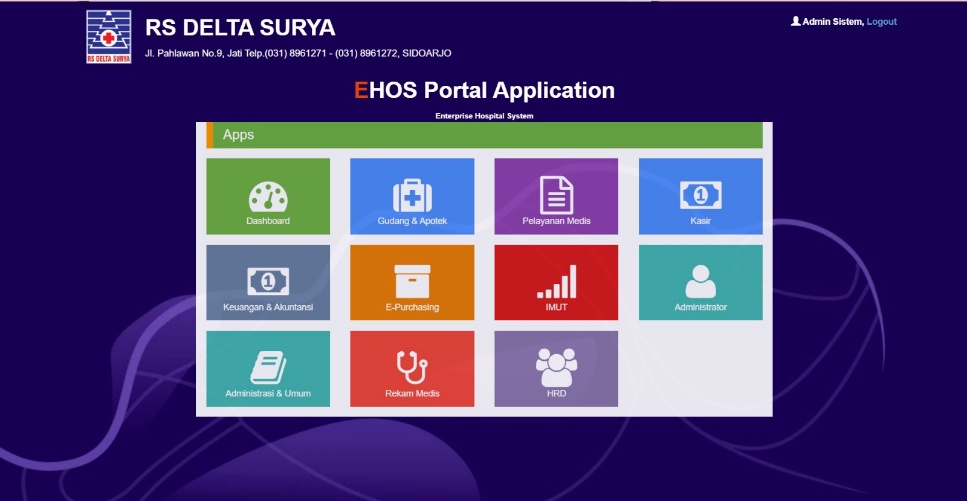 RS DELTA SURYA
RS DELTA SURYA
Jl. Pahlawan No.9, Jati Telp.(031) 8961271 - (031) 8961272, SIDOARJO
Admin Sistem, Logout
EHOS Portal Application
Enterprise Hospital System
Apps
Dashboard
Gudang & Apotek
Pelayanan Medis
1
Kasir
1
Keuangan & Akuntansi
E-Purchasing
IMUT
Administrator
Administrasi & Umum
Rekam Medis
HRD